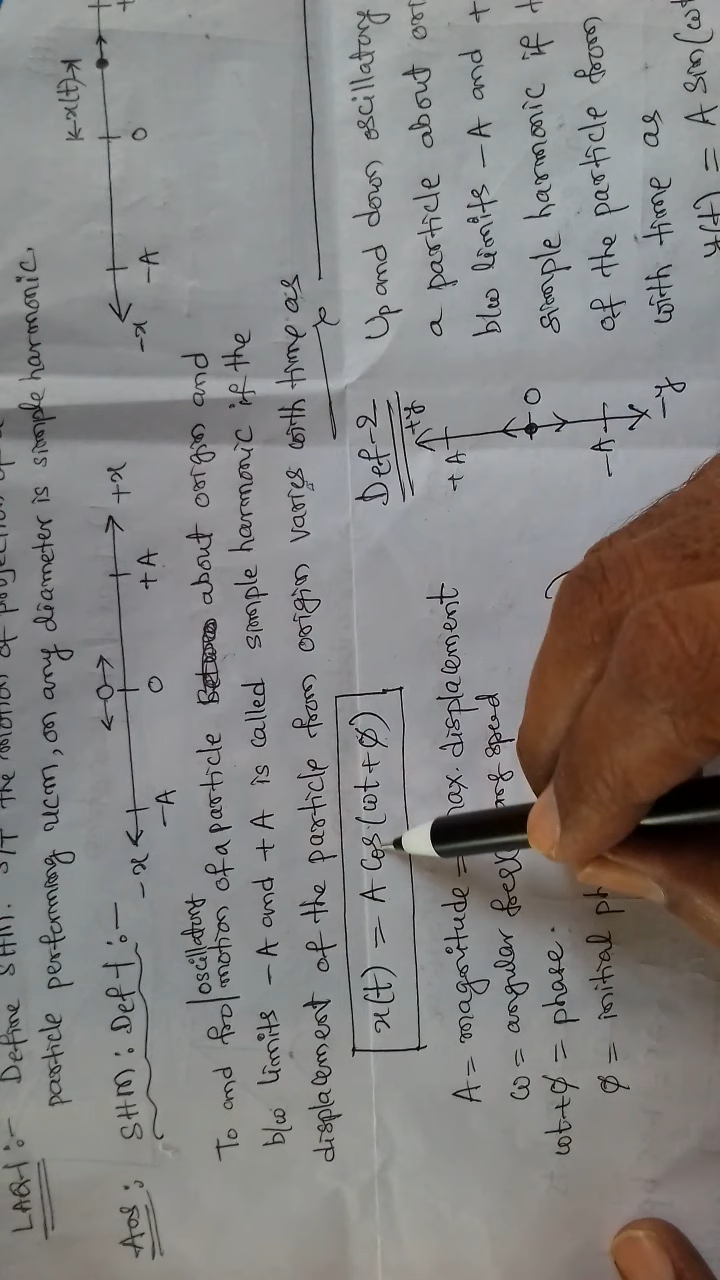 LAQ-1 :- Define SHM. S/T the motion of projection of a
particle performing ucm, on any diameter is simple harmonic.
Ans: SHM: Def 1 :-
-x -A O +A +x
-x -A O x(t)
To and fro/oscillatory motion of a particle about origin and
b/w limits -A and +A is called simple harmonic if the
displacement of the particle from origin varies with time as
x(t) = A Cos (ωt + ϕ)
A = magnitude = max. displacement
ω = angular speed
ωt+ϕ = phase.
ϕ = initial
Def-2
+y
+A
O
-A
-y
Up and down oscillatory
a particle about
b/w limits -A and +
simple harmonic if
of the particle from
with time as
y(t) = A Sin(ωt